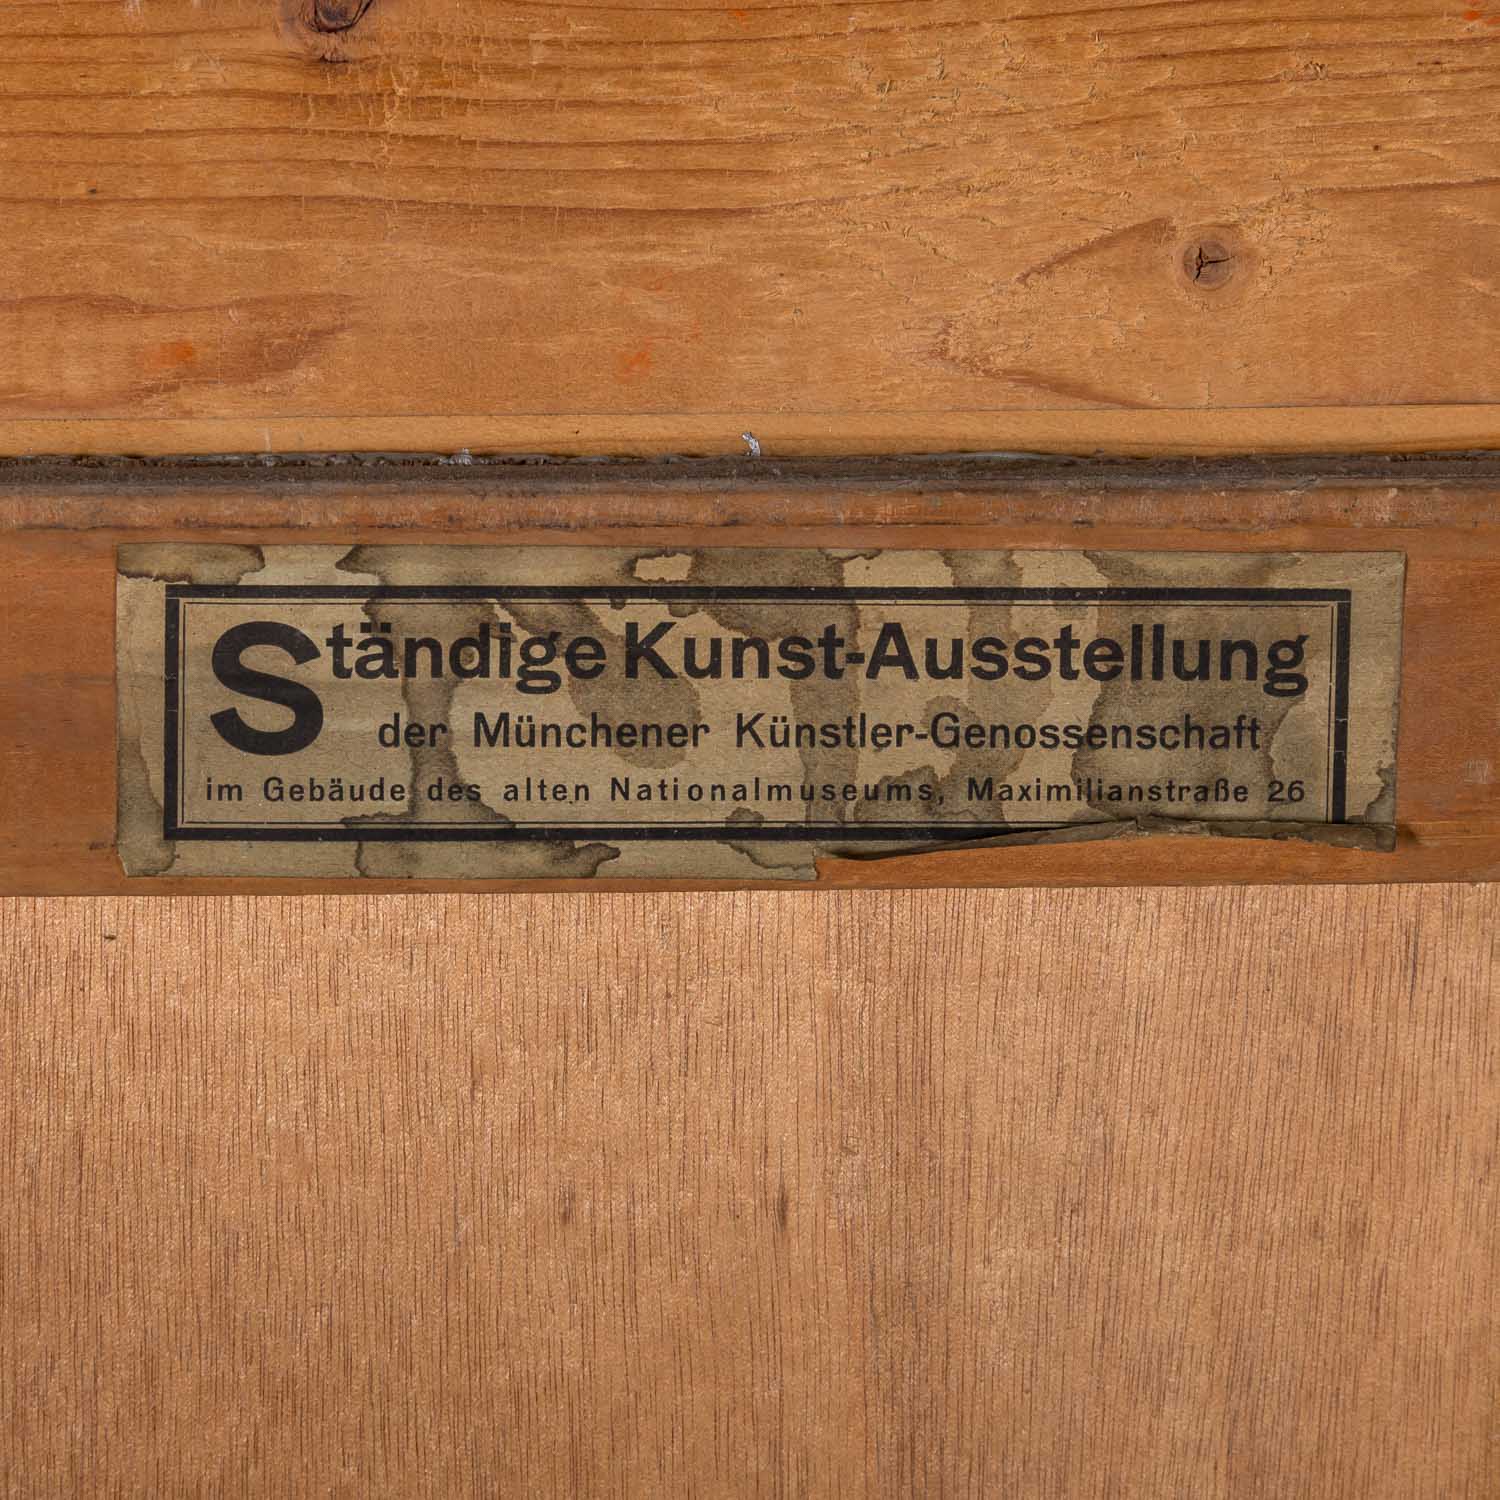 Ständige Kunst-Ausstellung
der Münchener Künstler-Genossenschaft
im Gebäude des alten Nationalmuseums, Maximilianstraße 26